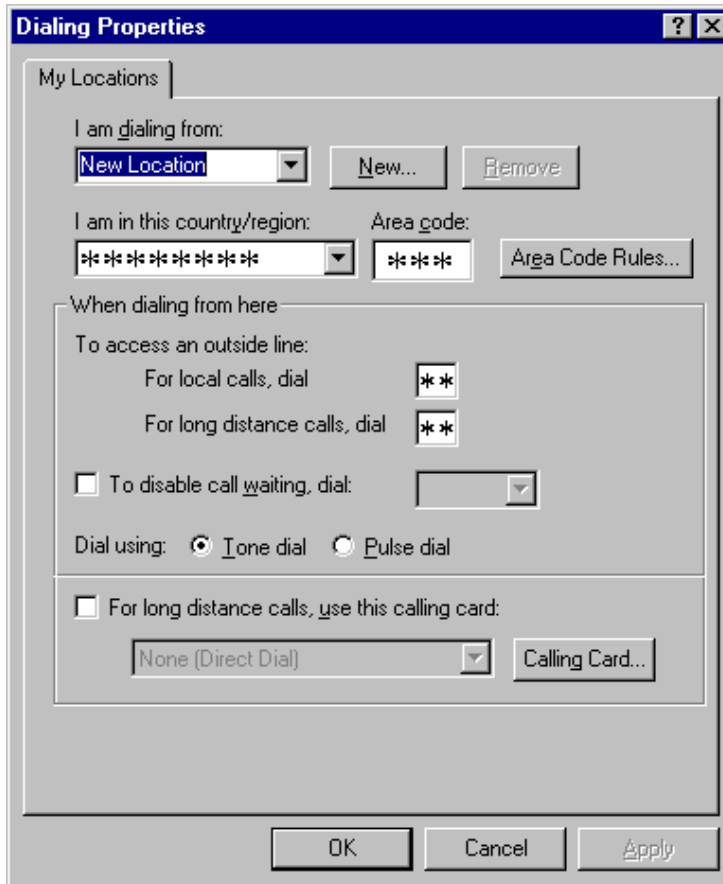 Dialing Properties
My Locations
I am dialing from:
New Location New... Remove
I am in this country/region: Area code:
******** *** Area Code Rules...
When dialing from here
To access an outside line:
For local calls, dial **
For long distance calls, dial **
To disable call waiting, dial:
Dial using: Tone dial Pulse dial
For long distance calls, use this calling card:
None (Direct Dial) Calling Card...
OK Cancel Apply